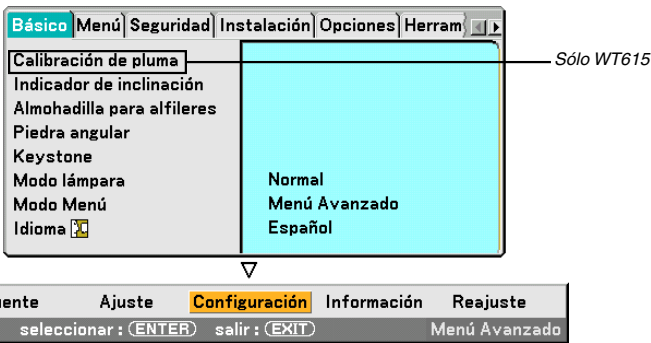 Básico Menú Seguridad Instalación Opciones Herram
Calibración de pluma
Sólo WT615
Indicador de inclinación
Almohadilla para alfileres
Piedra angular
Keystone
Modo lámpara Normal
Modo Menú Menú Avanzado
Idioma Español
Ajuste Configuración Información Reajuste
seleccionar : ENTER salir : EXIT Menú Avanzado